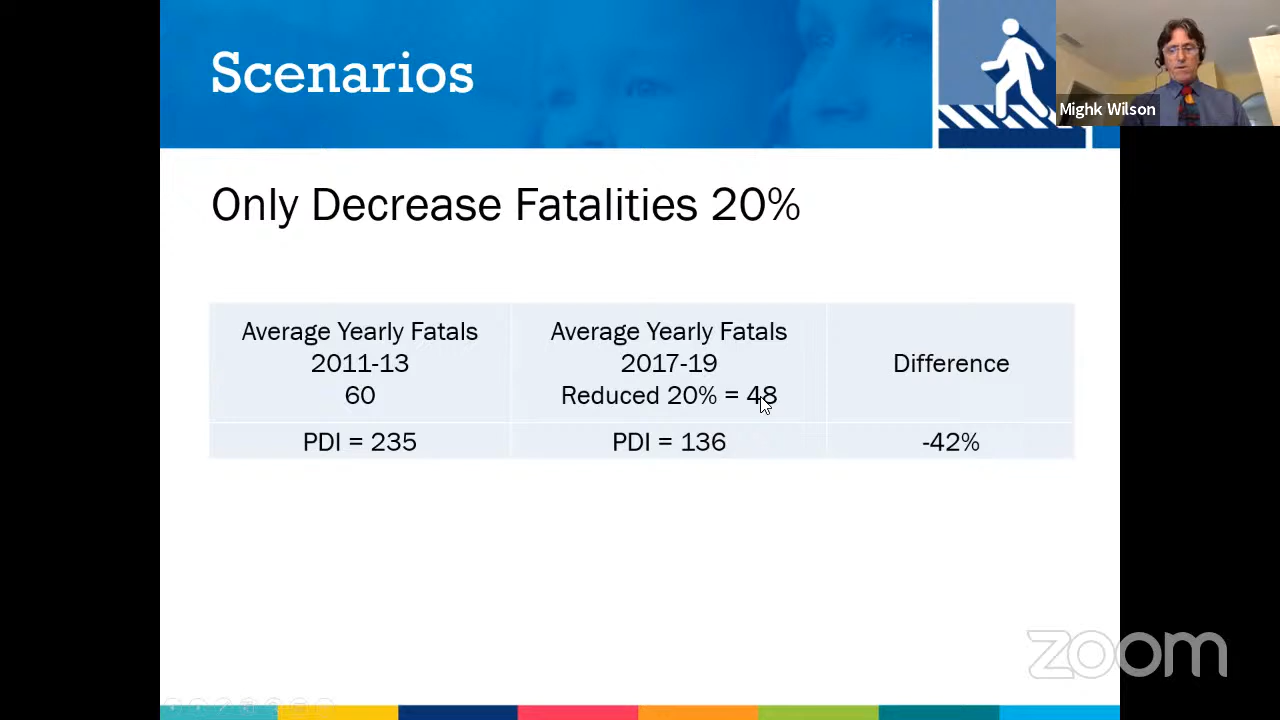 Scenarios
Mighk Wilson
Only Decrease Fatalities 20%
Average Yearly Fatals
2011-13
60
Average Yearly Fatals
2017-19
Reduced 20% = 48
Difference
PDI = 235
PDI = 136
-42%
zoom